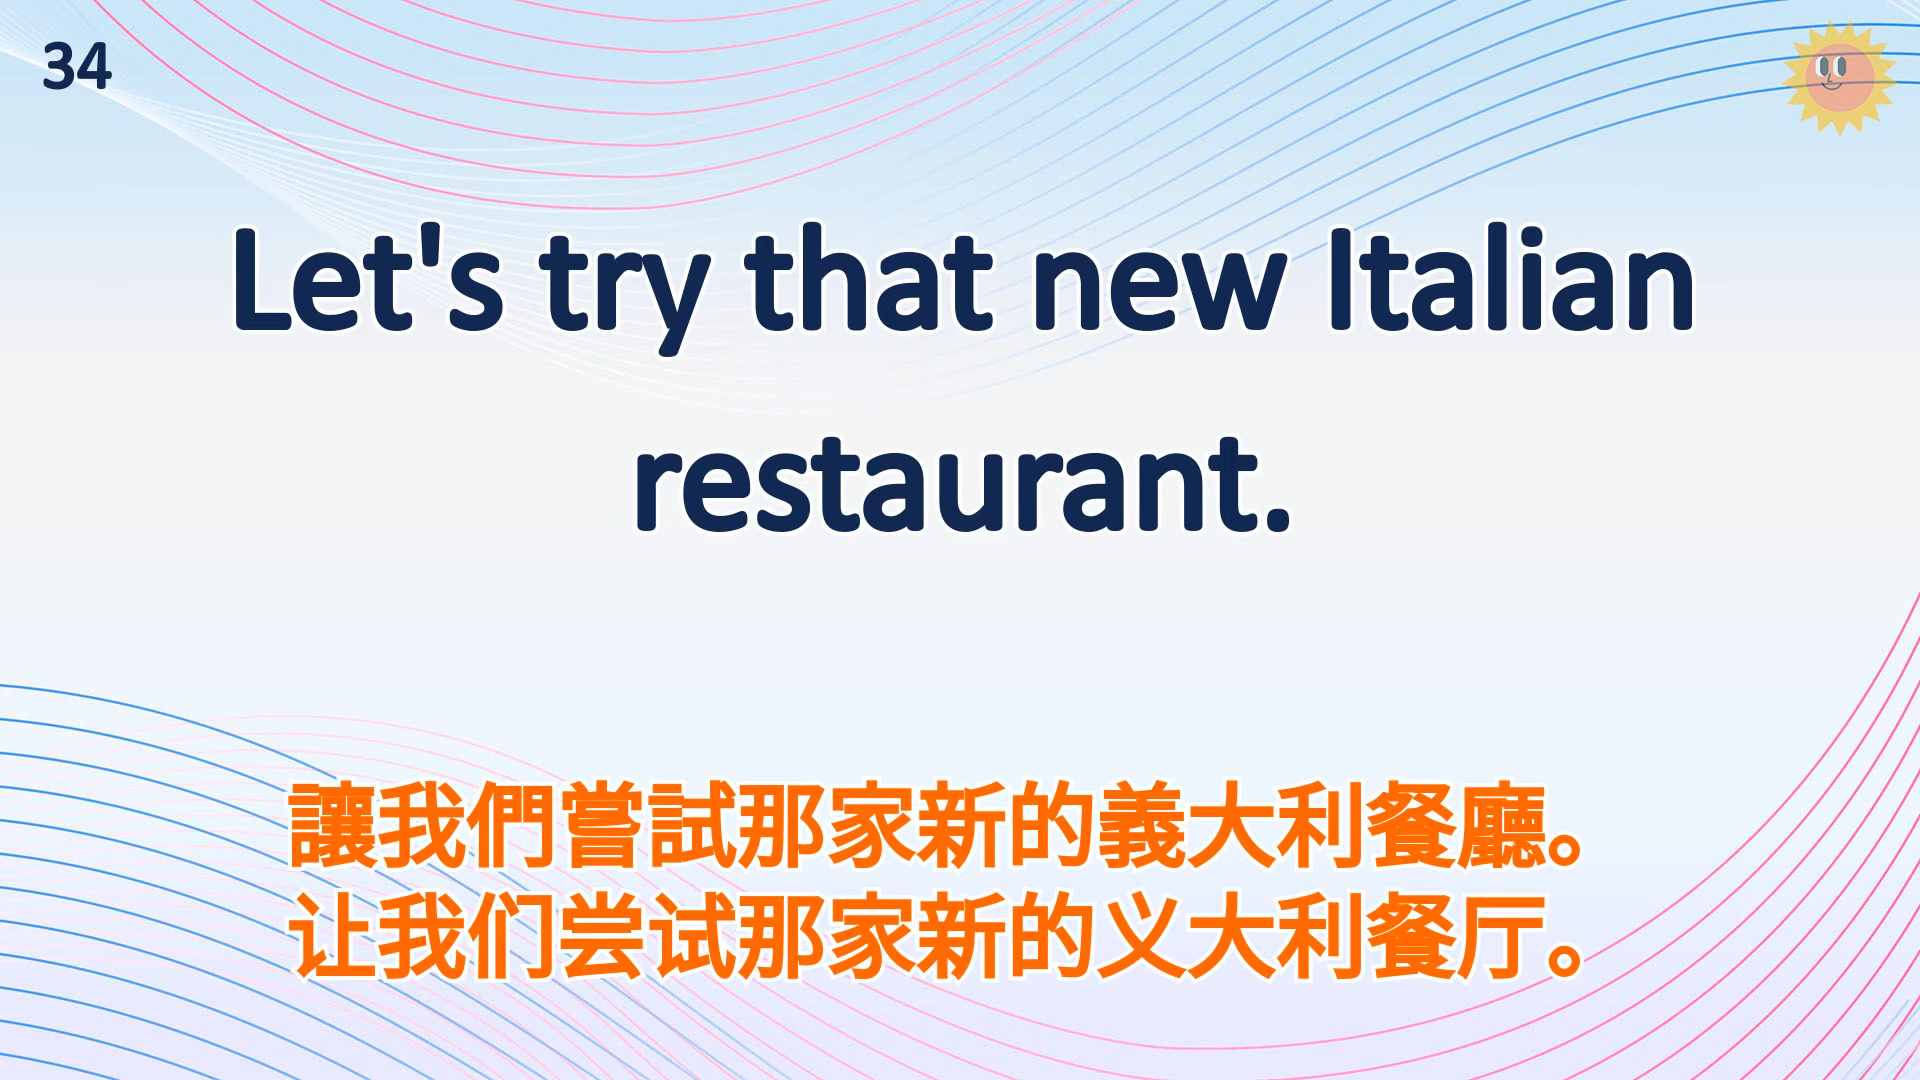 34
Let's try that new Italian
restaurant.
讓我們嘗試那家新的義大利餐廳。
让我们尝试那家新的义大利餐厅。